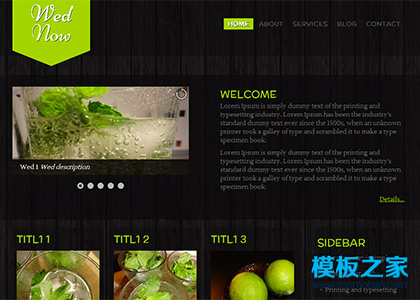 Wed
Now
HOME ABOUT SERVICES BLOG CONTACT
WELCOME
Lorem Ipsum is simply dummy text of the printing and
typesetting industry. Lorem Ipsum has been the industry's
standard dummy text ever since the 1500s, when an unknown
printer took a galley of type and scrambled it to make a type
specimen book.
Lorem Ipsum is simply dummy text of the printing and
typesetting industry. Lorem Ipsum has been the industry's
standard dummy text ever since the 1500s, when an unknown
printer took a galley of type and scrambled it to make a type
specimen book.
Details...
Wed 1 Wed description
TITL1 1
TITL1 2
TITL1 3
SIDEBAR
模板之家
Printing and typesetting